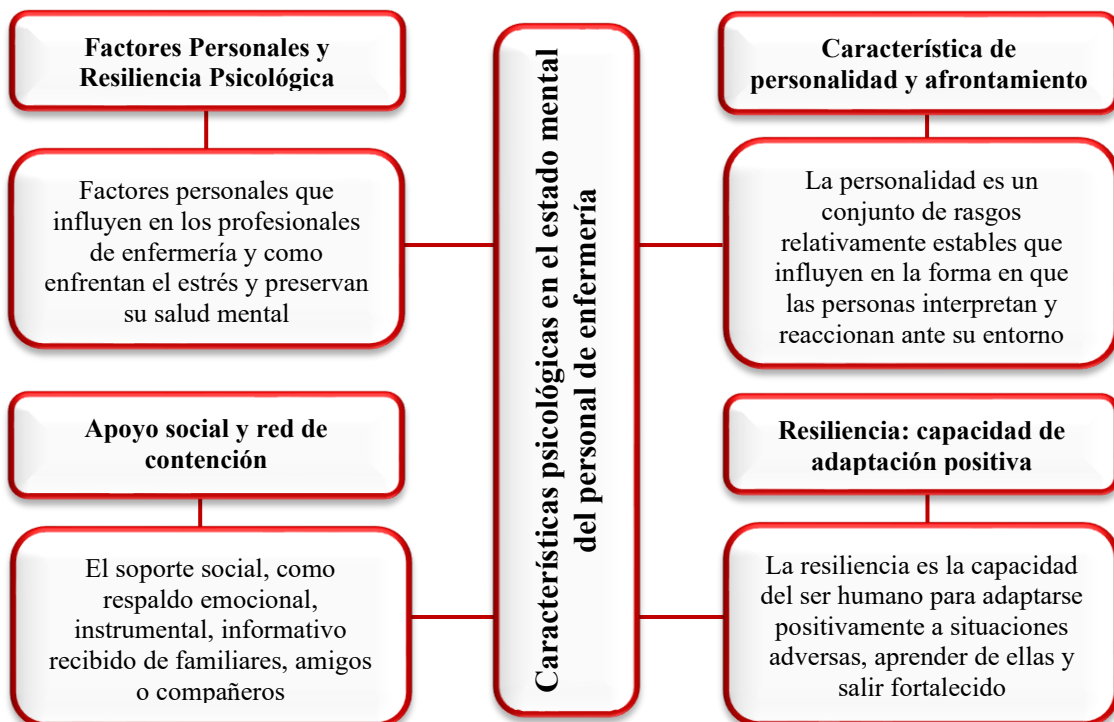 Factores Personales y
Resiliencia Psicológica
Factores personales que
influyen en los profesionales
de enfermería y como
enfrentan el estrés y preservan
su salud mental
Apoyo social y red de
contención
El soporte social, como
respaldo emocional,
instrumental, informativo
recibido de familiares, amigos
o compañeros
Características psicológicas en el estado mental
del personal de enfermería
Característica de
personalidad y afrontamiento
La personalidad es un
conjunto de rasgos
relativamente estables que
influyen en la forma en que
las personas interpretan y
reaccionan ante su entorno
Resiliencia: capacidad de
adaptación positiva
La resiliencia es la capacidad
del ser humano para adaptarse
positivamente a situaciones
adversas, aprender de ellas y
salir fortalecido